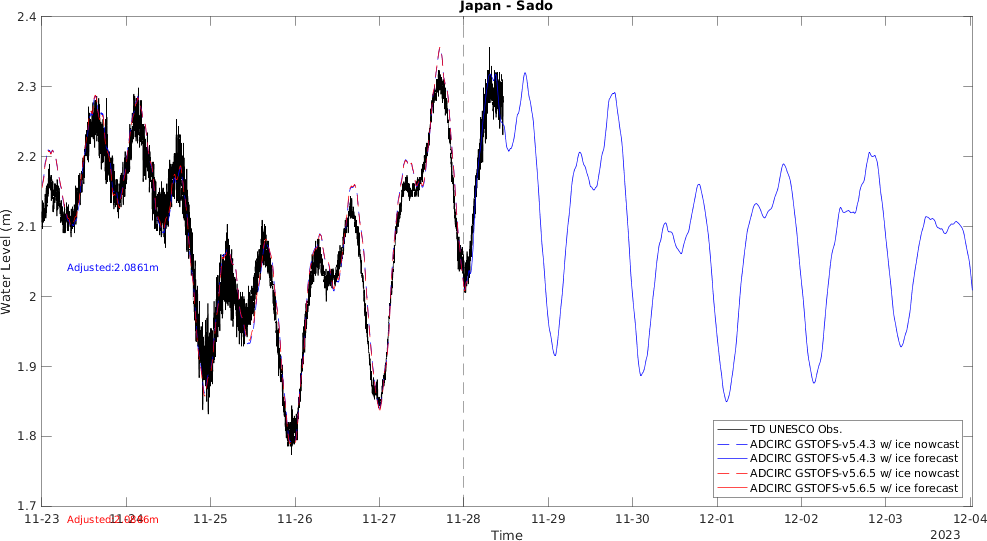 Japan - Sado
Water Level (m)
2.4
2.3
2.2
2.1
2
1.9
1.8
1.7
Adjusted:2.0861m
TD UNESCO Obs.
ADCIRC GSTOFS-v5.4.3 w/ ice nowcast
ADCIRC GSTOFS-v5.4.3 w/ ice forecast
ADCIRC GSTOFS-v5.6.5 w/ ice nowcast
ADCIRC GSTOFS-v5.6.5 w/ ice forecast
11-23 11-24 11-25 11-26 11-27 11-28 11-29 11-30 12-01 12-02 12-03 12-04
Time
2023